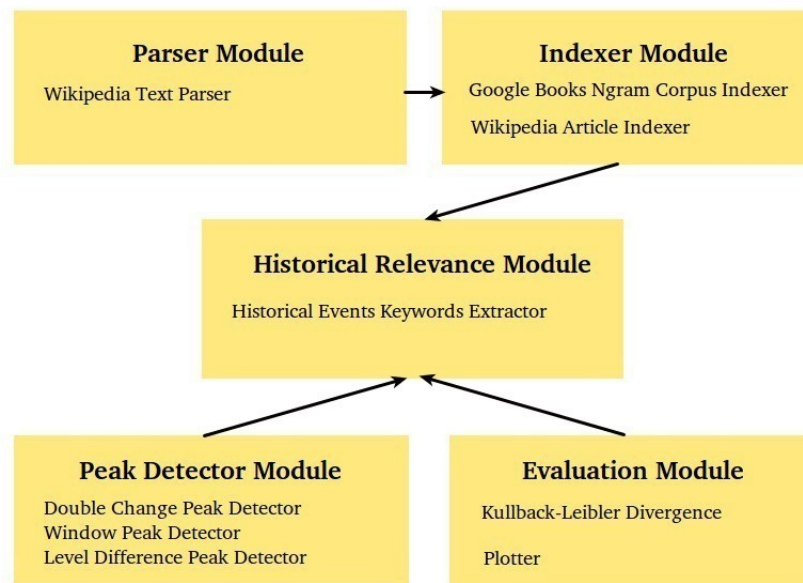 Parser Module
Wikipedia Text Parser
Indexer Module
Google Books Ngram Corpus Indexer
Wikipedia Article Indexer
Historical Relevance Module
Historical Events Keywords Extractor
Peak Detector Module
Double Change Peak Detector
Window Peak Detector
Level Difference Peak Detector
Evaluation Module
Kullback-Leibler Divergence
Plotter